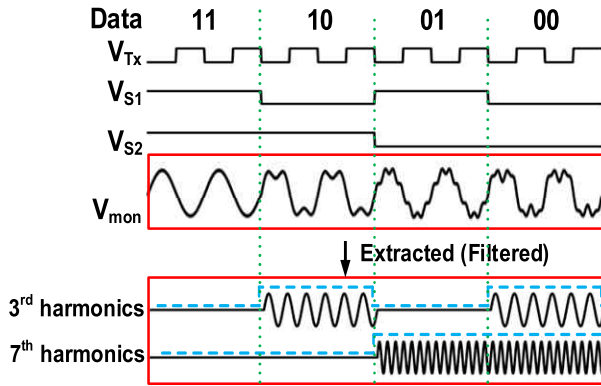 Data 11 10 01 00
VTx
VS1
VS2
Vmon
Extracted (Filtered)
3rd harmonics
7th harmonics